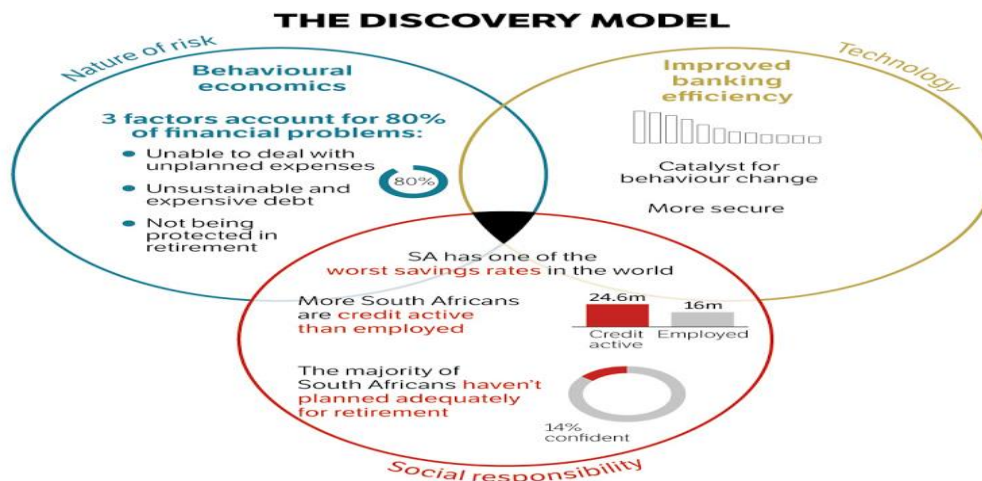 THE DISCOVERY MODEL
Nature of risk
Behavioural
economics
3 factors account for 80%
of financial problems:
Unable to deal with
unplanned expenses
Unsustainable and
expensive debt
Not being
protected in
retirement
80%
Technology
Improved
banking
efficiency
Catalyst for
behaviour change
More secure
SA has one of the
worst savings rates in the world
More South Africans
are credit active
than employed
24.6m
16m
Credit
active
Employed
The majority of
South Africans haven't
planned adequately
for retirement
14%
confident
Social responsibility